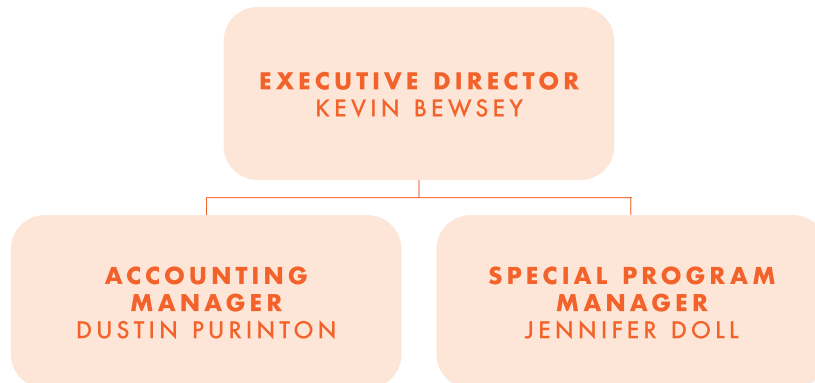 EXECUTIVE DIRECTOR
KEVIN BEWSEY
ACCOUNTING
MANAGER
DUSTIN PURINTON
SPECIAL PROGRAM
MANAGER
JENNIFER DOLL